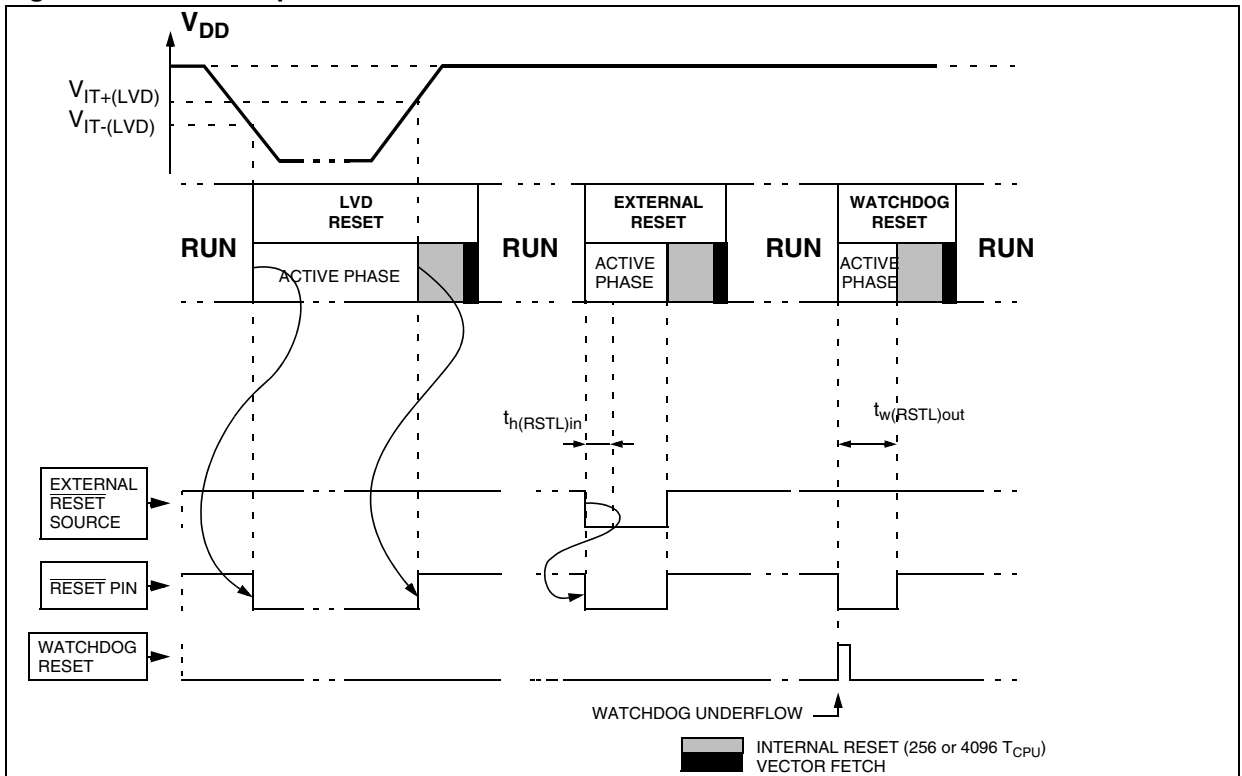 V_DD
V_IT+(LVD)
V_IT-(LVD)
LVD
RESET
EXTERNAL
RESET
WATCHDOG
RESET
RUN
RUN
RUN
RUN
ACTIVE PHASE
ACTIVE
PHASE
ACTIVE
PHASE
t_h(RSTL)in
t_w(RSTL)out
EXTERNAL
RESET
SOURCE
RESET PIN
WATCHDOG
RESET
WATCHDOG UNDERFLOW
INTERNAL RESET (256 or 4096 T_CPU)
VECTOR FETCH